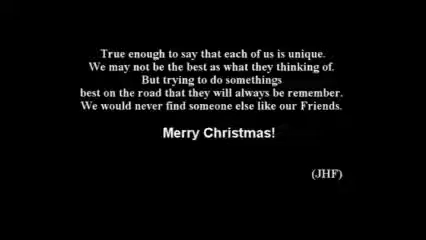 True enough to say that each of us is unique.
We may not be the best as what they thinking of.
But trying to do somethings
best on the road that they will always be remember.
We would never find someone else like our Friends.
Merry Christmas!
(JHF)